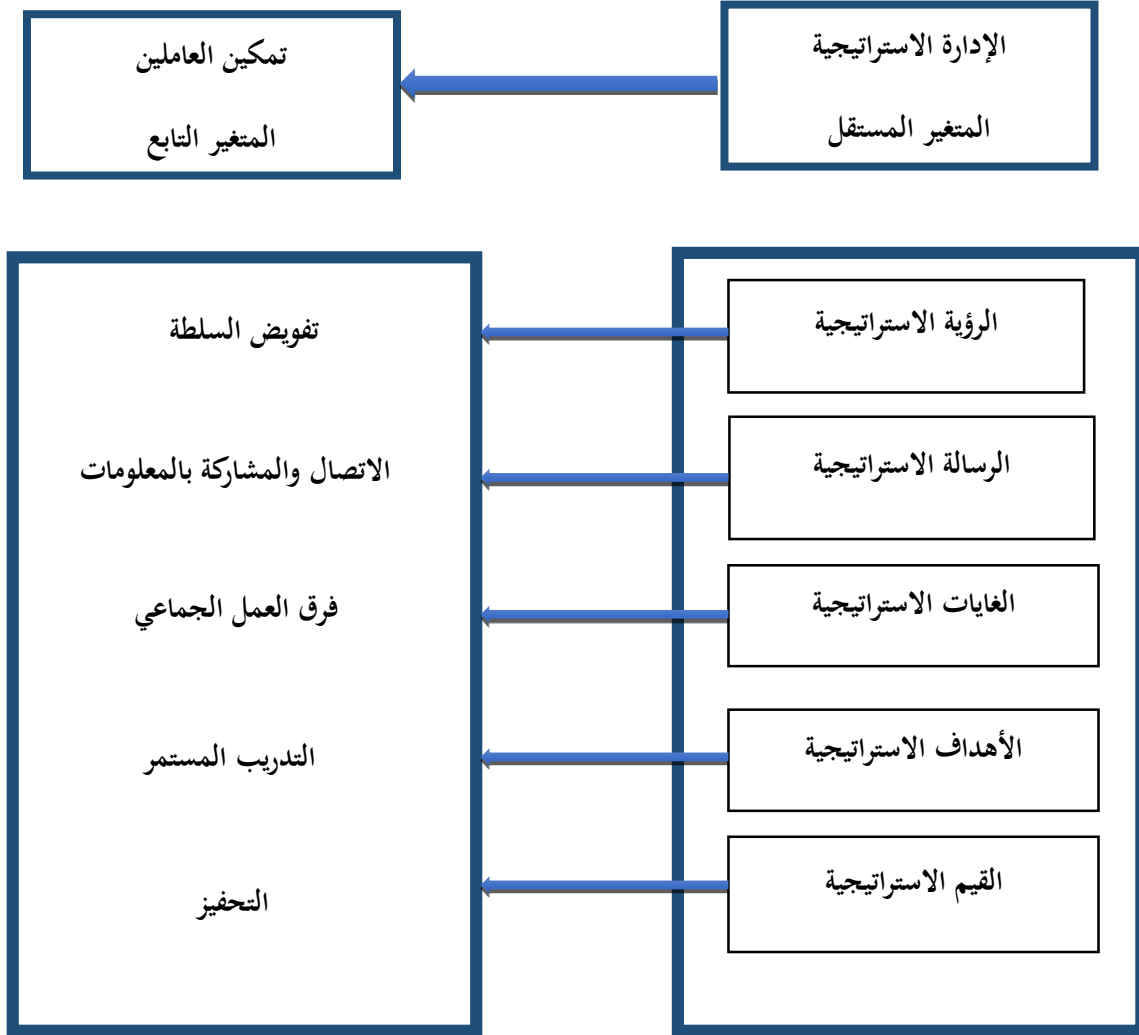 الإدارة الاستراتيجية
المتغير المستقل
تمكين العاملين
المتغير التابع
الرؤية الاستراتيجية
تفويض السلطة
الرسالة الاستراتيجية
الاتصال والمشاركة بالمعلومات
الغايات الاستراتيجية
فرق العمل الجماعي
الأهداف الاستراتيجية
التدريب المستمر
القيم الاستراتيجية
التحفيز